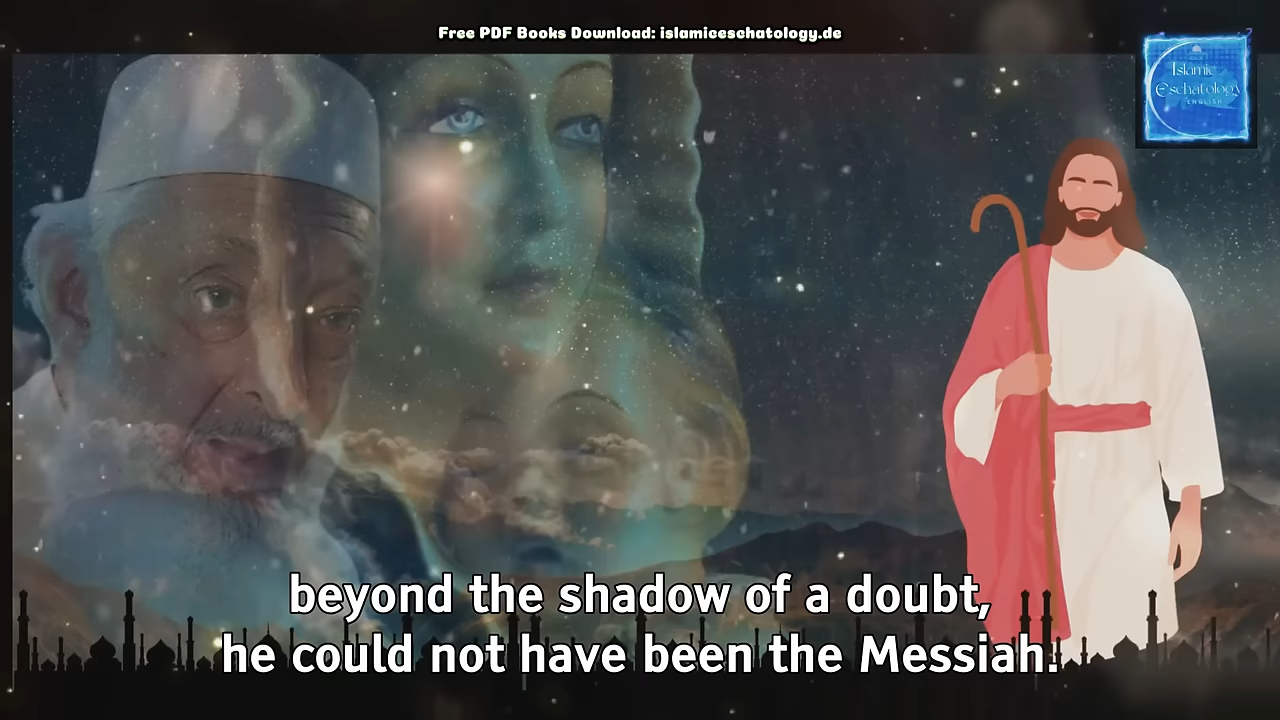 Free PDF Books Download: islamiceschatology.de
Islamic
Eschatology
ENGLISH
beyond the shadow of a doubt,
he could not have been the Messiah.